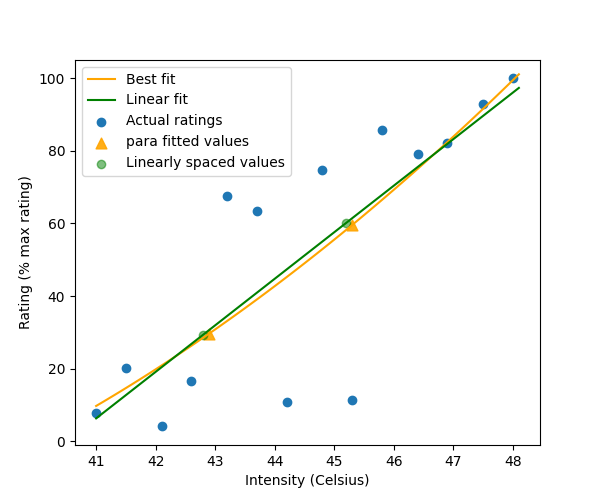 Best fit
Linear fit
Actual ratings
para fitted values
Linearly spaced values
100
80
60
40
20
0
Rating (% max rating)
41 42 43 44 45 46 47 48
Intensity (Celsius)